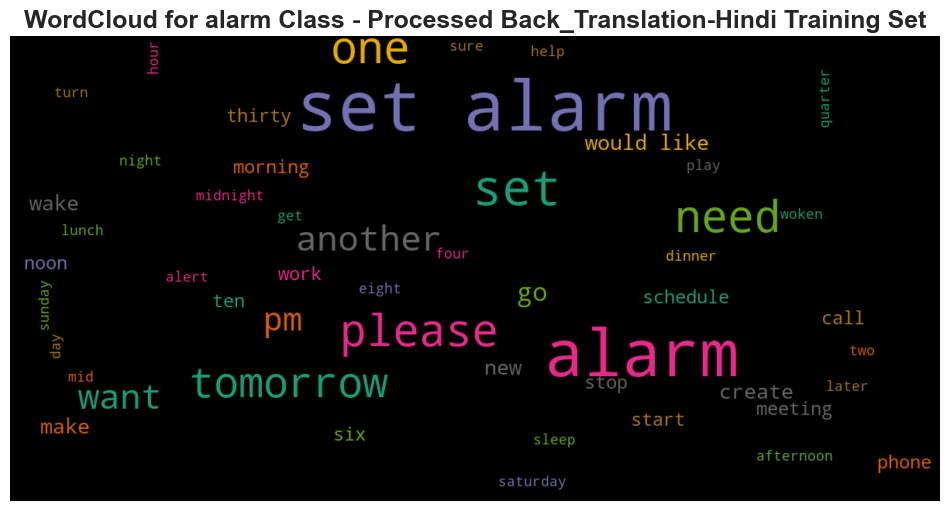 WordCloud for alarm Class - Processed Back_Translation-Hindi Training Set
one
sure
help
hour
turn
thirty
set alarm
quarter
would like
night
morning
play
midnight
set
need
woken
wake
get
lunch
another
four
dinner
noon
alert
work
eight
go
schedule
sunday
ten
pm
please
call
day
alarm
two
mid
want
tomorrow
new
stop
create
later
meeting
make
six
start
sleep
afternoon
phone
saturday